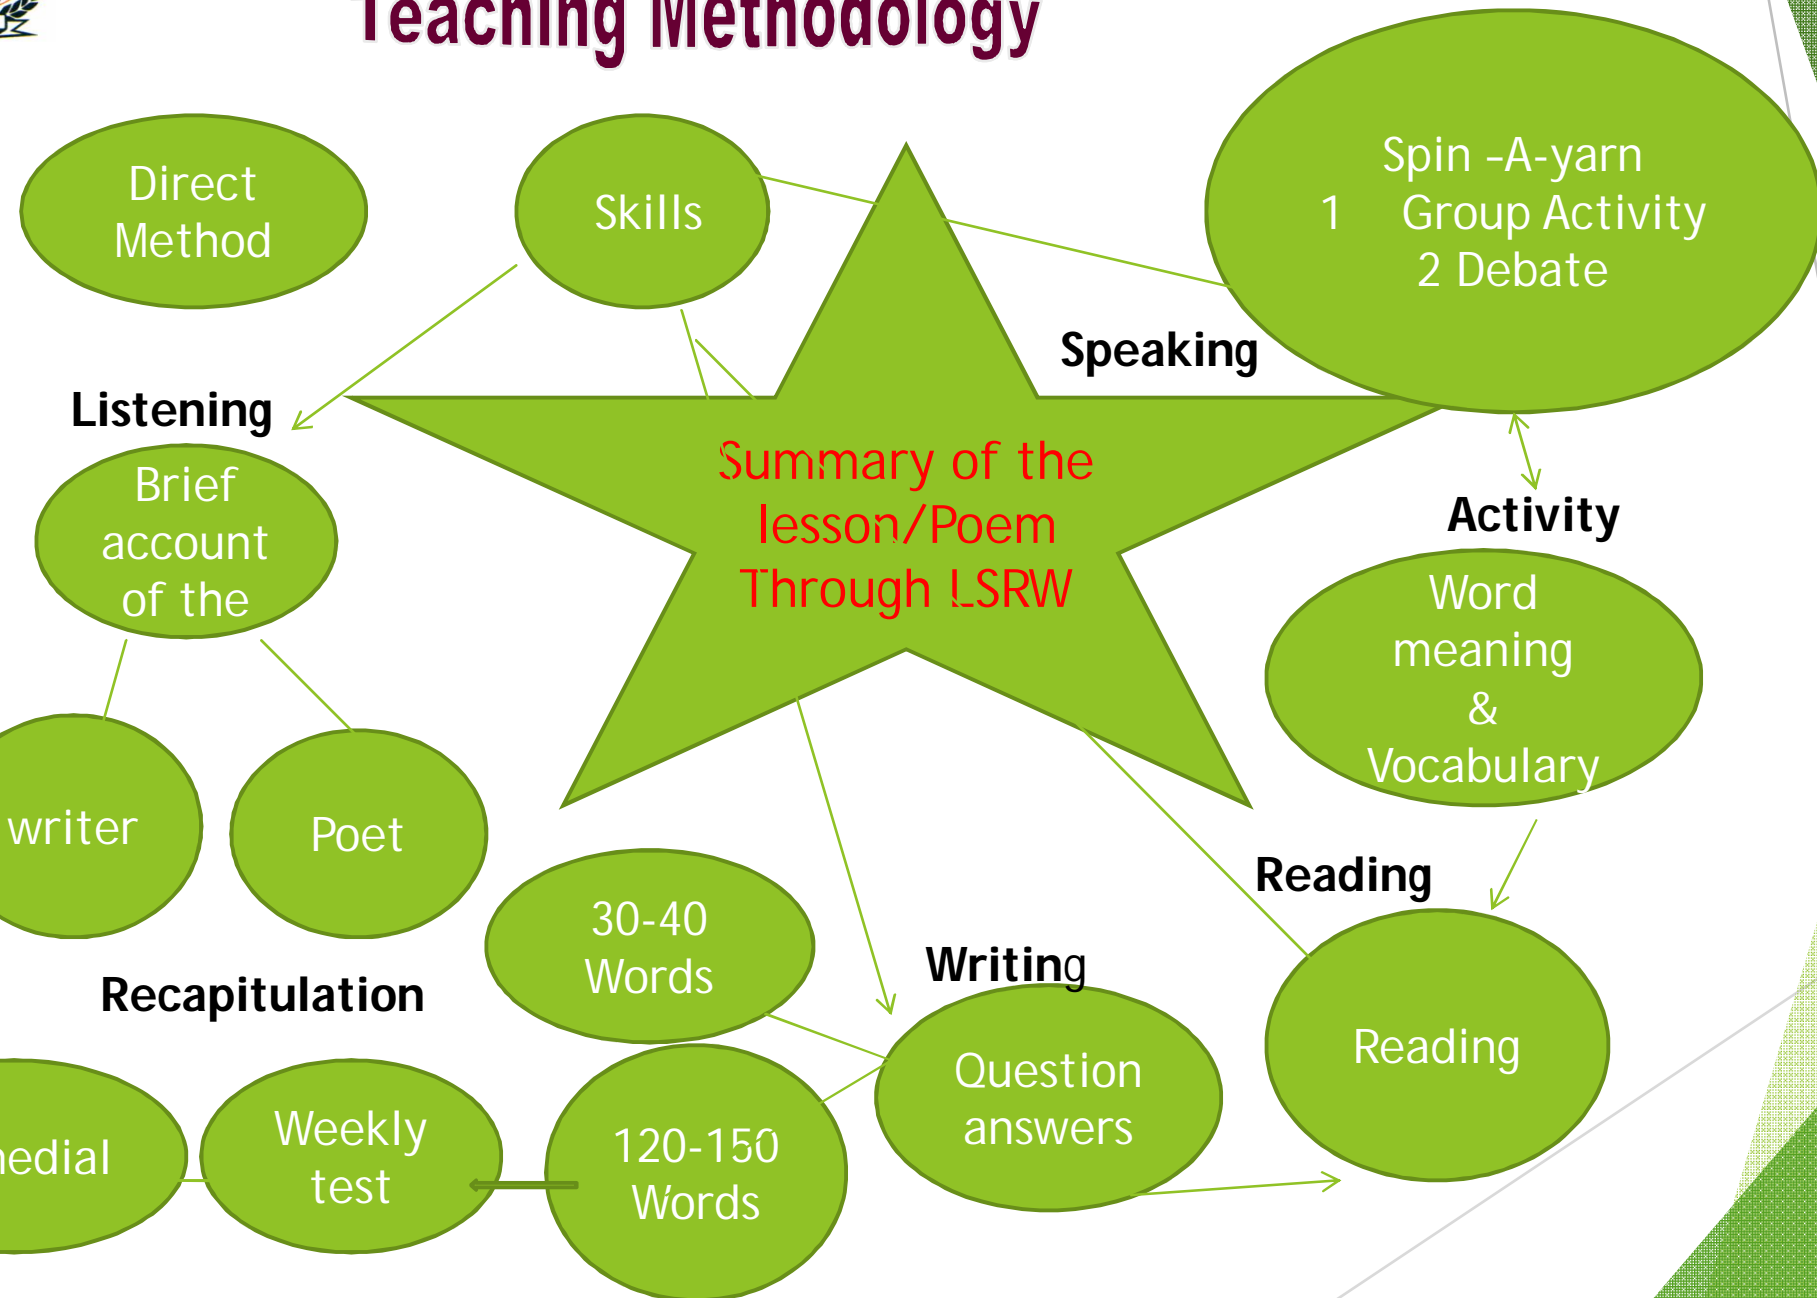 Teaching Methodology
Direct
Method
Skills
Spin –A-yarn
1 Group Activity
2 Debate
Speaking
Listening
Brief
account
of the
Summary of the
lesson/Poem
Through LSRW
Activity
Word
meaning
&
Vocabulary
writer
Poet
Reading
Reading
30-40
Words
Writing
Question
answers
Recapitulation
120-150
Words
Weekly
test
edial